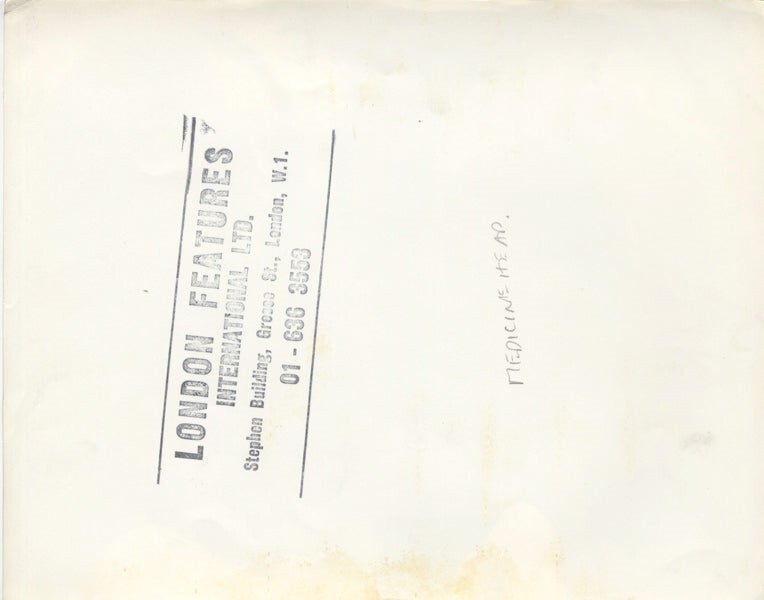 LONDON FEATURES
INTERNATIONAL LTD.
Stephen Building, Gresse St., London, W.1.
01 - 636 3553
MEDICINE HEAD.